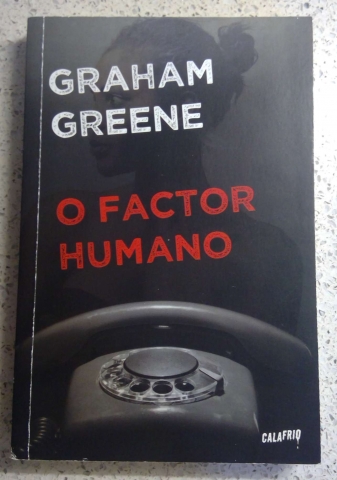 GRAHAM
GREENE
O FACTOR
HUMANO
CALAFRIO